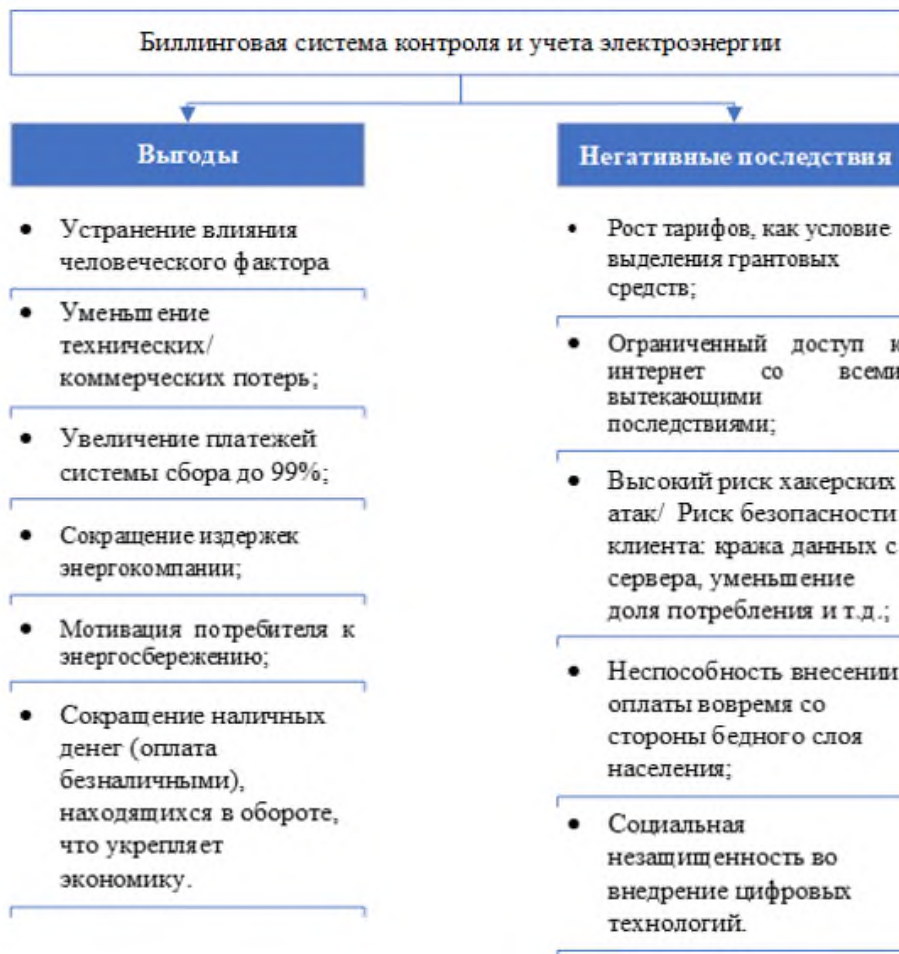 Биллинговая система контроля и учета электроэнергии
Выгоды
• Устранение влияния
человеческого фактора
• Уменьшение
технических/
коммерческих потерь;
• Увеличение платежей
системы сбора до 99%;
• Сокращение издержек
энергокомпании;
• Мотивация потребителя к
энергосбережению;
• Сокращение наличных
денег (оплата
безналичными),
находящихся в обороте,
что укрепляет
экономику.
Негативные последствия
• Рост тарифов, как условие
выделения грантовых
средств;
• Ограниченный доступ к
интернет со всеми
вытекающими
последствиями;
• Высокий риск хакерских
атак/ Риск безопасности
клиента: кража данных с
сервера, уменьшение
доля потребления и т.д.;
• Неспособность внесении
оплаты вовремя со
стороны бедного слоя
населения;
• Социальная
незащищенность во
внедрение цифровых
технологий.